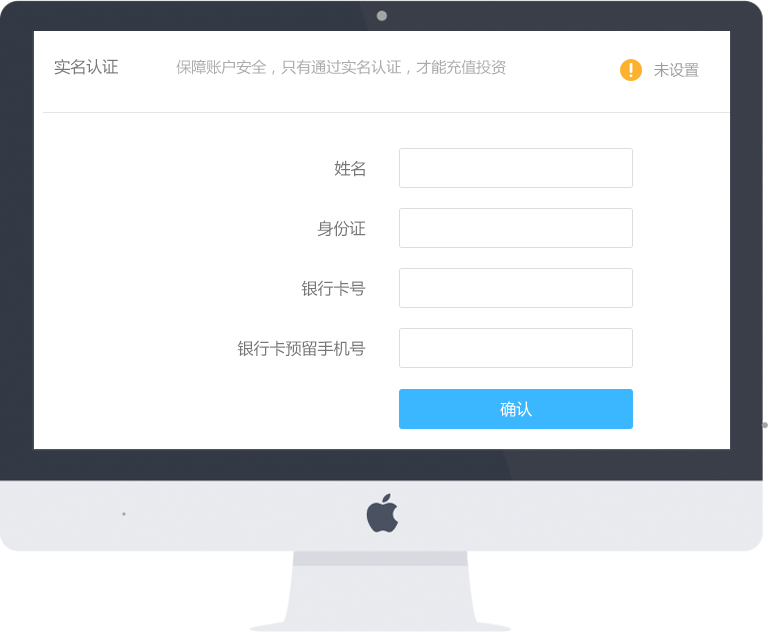 实名认证 保障账户安全，只有通过实名认证，才能充值投资 未设置
姓名
身份证
银行卡号
银行卡预留手机号
确认